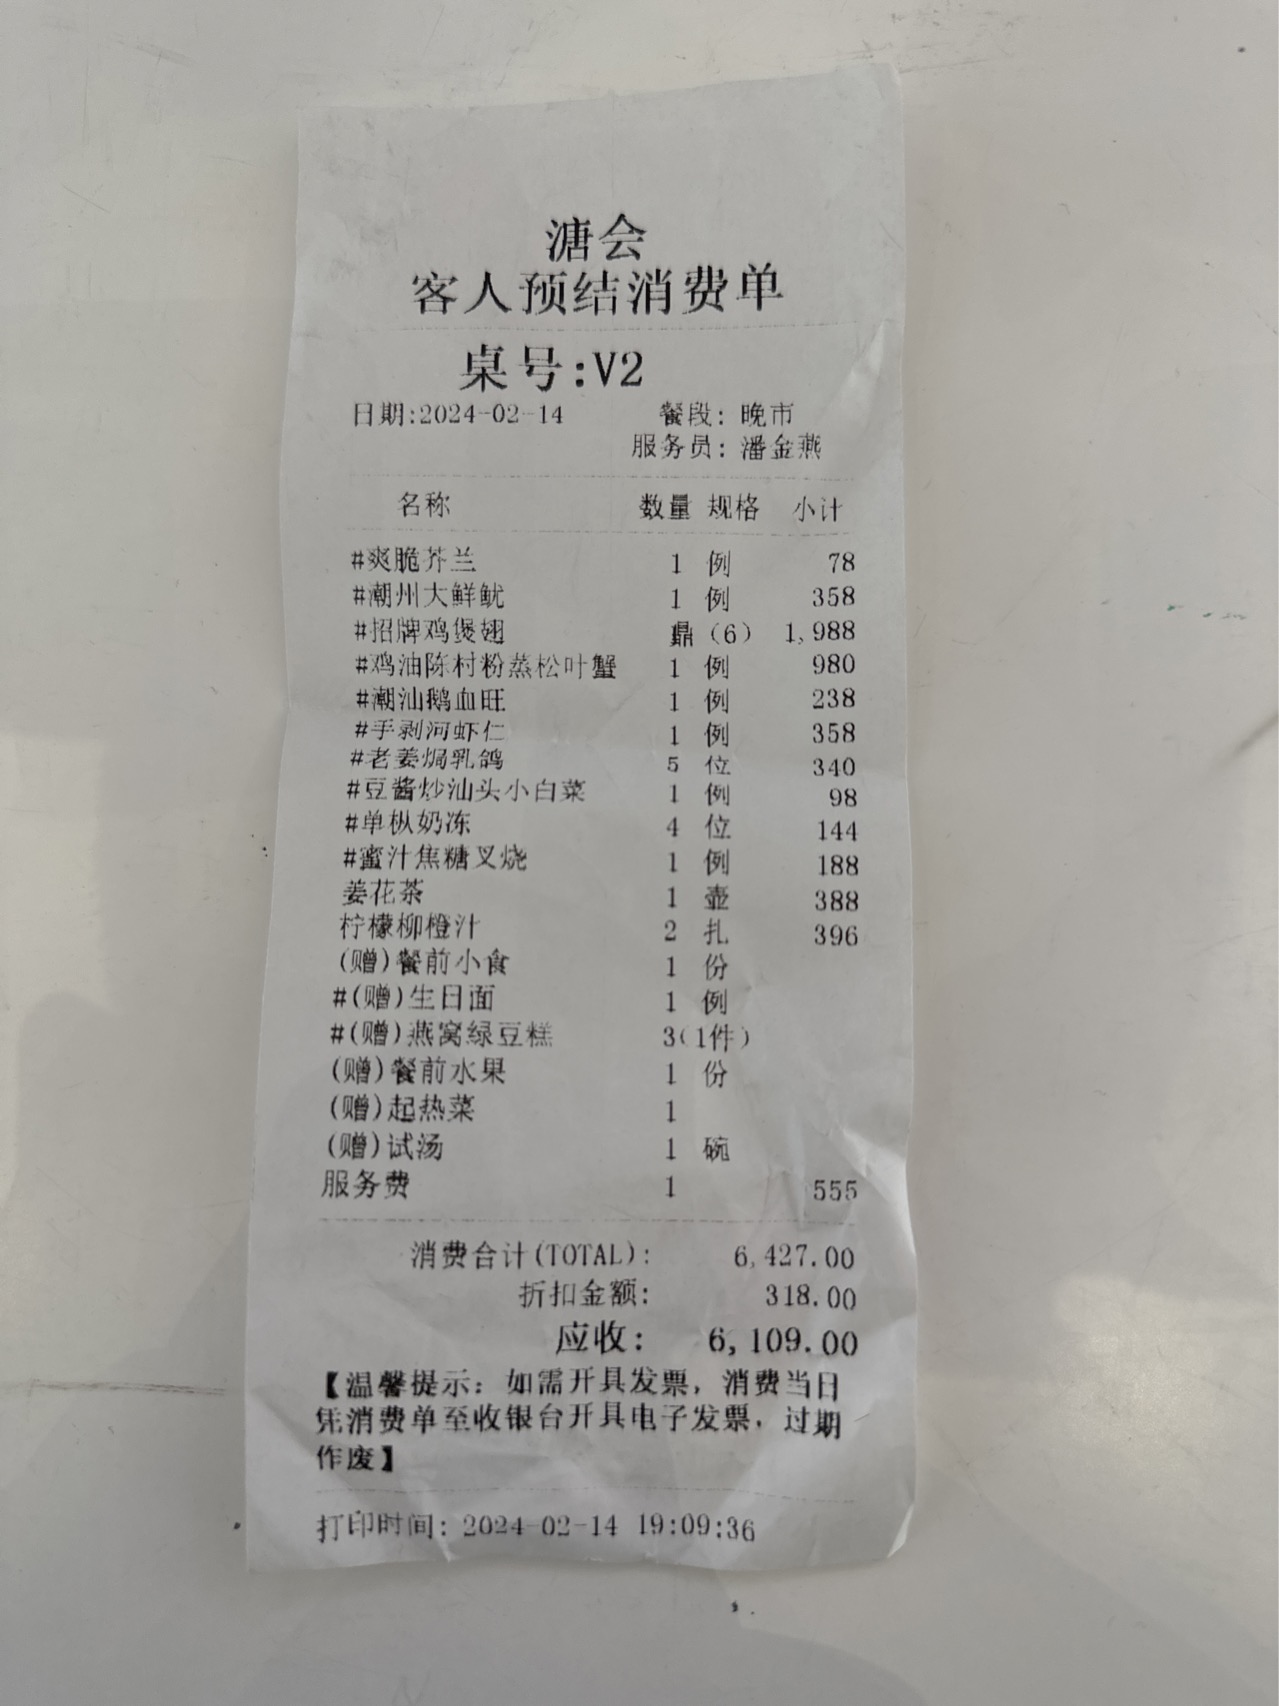 溏会
客人预结消费单
桌号:V2
日期:2024-02-14 餐段: 晚市
服务员: 潘金燕
名称 数量 规格 小计
#爽脆芥兰 1 例 78
#潮州大鲜鱿 1 例 358
#招牌鸡煲翅 1鼎（6） 1,988
#鸡油陈村粉蒸松叶蟹 1 例 980
#潮汕鹅血旺 1 例 238
#手剥河虾仁 1 例 358
#老姜焗乳鸽 5 位 340
#豆酱炒汕头小白菜 1 例 98
#单枞奶冻 4 位 144
#蜜汁焦糖叉烧 1 例 188
姜花茶 1 壶 388
柠檬柳橙汁 2 扎 396
(赠)餐前小食 1 份
#(赠)生日面 1 例
#(赠)燕窝绿豆糕 3(1件)
(赠)餐前水果 1 份
(赠)起热菜 1
(赠)试汤 1 碗
服务费 1 555
消费合计(TOTAL): 6,427.00
折扣金额: 318.00
应收: 6,109.00
【温馨提示: 如需开具发票, 消费当日
凭消费单至收银台开具电子发票, 过期
作废】
打印时间: 2024-02-14 19:09:36